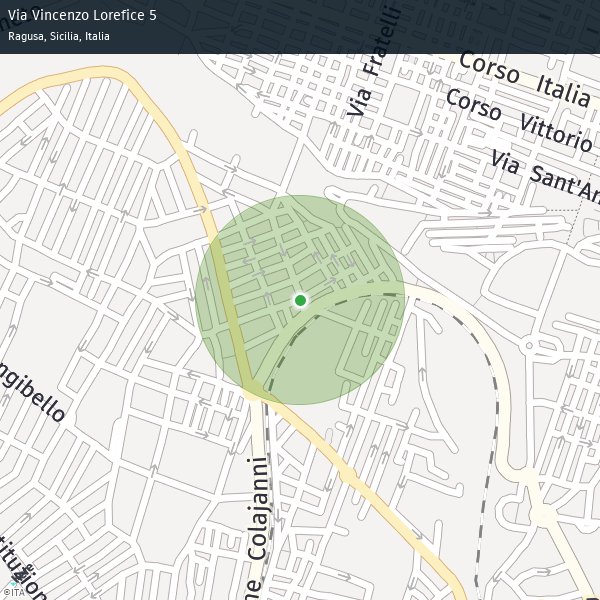 Via Vincenzo Lorefice 5
Ragusa, Sicilia, Italia
Via Fratelli
Corso Italia
Corso Vittorio
Via Sant'An
ngibello
ne Colajanni
stituzion
©ITA